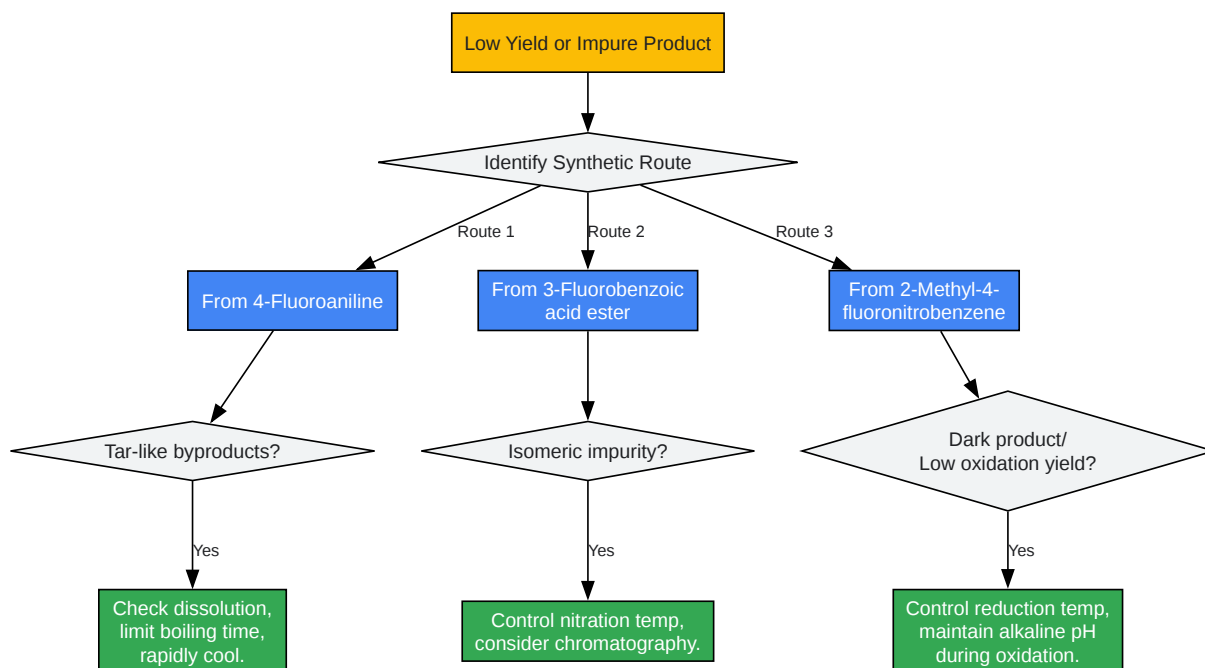 Low Yield or Impure Product
Identify Synthetic Route
Route 1
Route 2
Route 3
From 4-Fluoroaniline
From 3-Fluorobenzoic
acid ester
From 2-Methyl-4-
fluoronitrobenzene
Tar-like byproducts?
Isomeric impurity?
Dark product/
Low oxidation yield?
Yes
Yes
Yes
Check dissolution,
limit boiling time,
rapidly cool.
Control nitration temp,
consider chromatography.
Control reduction temp,
maintain alkaline pH
during oxidation.